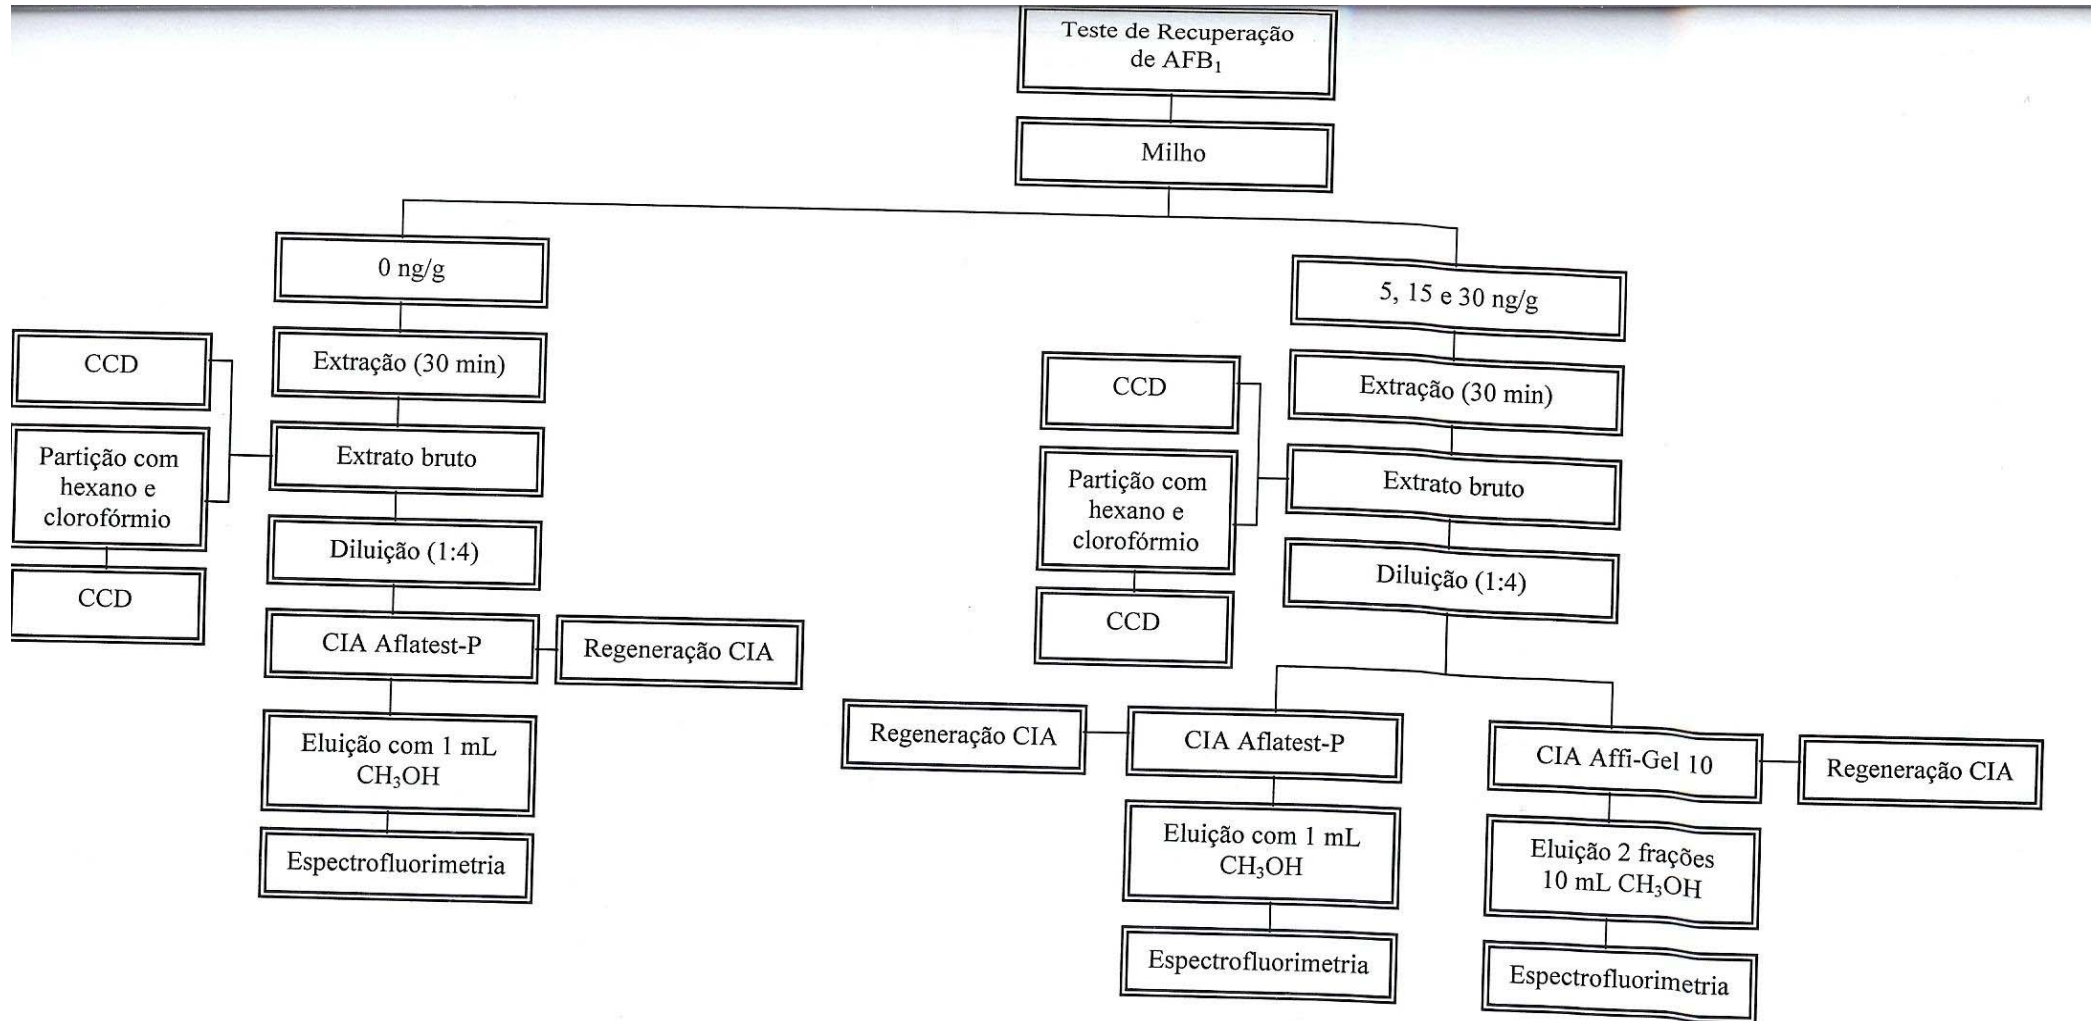 Teste de Recuperação
de AFB₁
Milho
0 ng/g
Extração (30 min)
CCD
Extrato bruto
Partição com
hexano e
clorofórmio
CCD
Diluição (1:4)
CIA Aflatest-P
Regeneração CIA
Eluição com 1 mL
CH₃OH
Espectrofluorimetria
5, 15 e 30 ng/g
Extração (30 min)
CCD
Extrato bruto
Partição com
hexano e
clorofórmio
CCD
Diluição (1:4)
Regeneração CIA
CIA Aflatest-P
Eluição com 1 mL
CH₃OH
Espectrofluorimetria
CIA Affi-Gel 10
Regeneração CIA
Eluição 2 frações
10 mL CH₃OH
Espectrofluorimetria